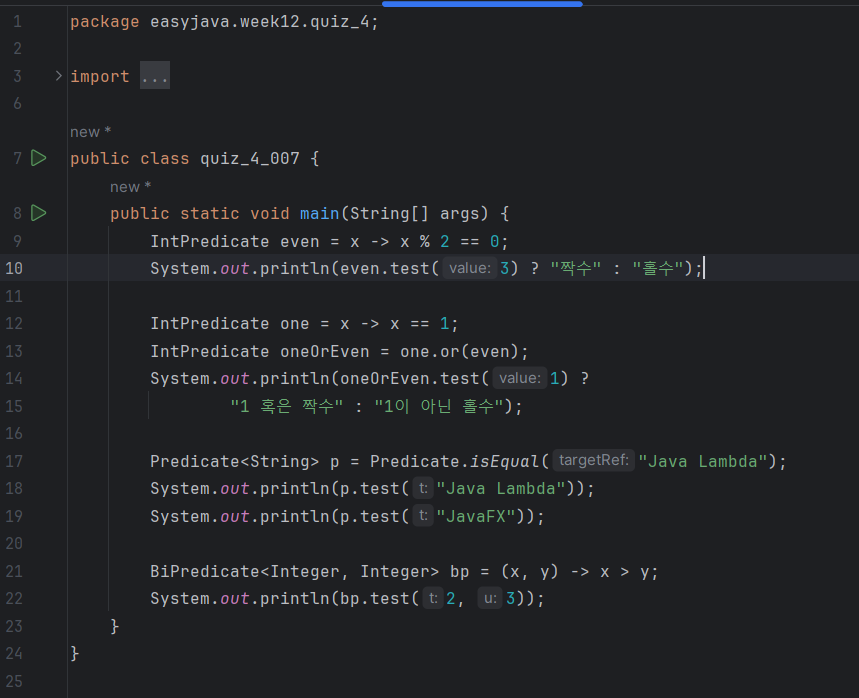 1 package easyjava.week12.quiz_4;
2
3 import ...
6
new *
7 public class quiz_4_007 {
new *
8 public static void main(String[] args) {
9 IntPredicate even = x -> x % 2 == 0;
10 System.out.println(even.test( value: 3) ? "짝수" : "홀수");
11
12 IntPredicate one = x -> x == 1;
13 IntPredicate oneOrEven = one.or(even);
14 System.out.println(oneOrEven.test( value: 1) ?
15 "1 혹은 짝수" : "1이 아닌 홀수");
16
17 Predicate<String> p = Predicate.isEqual( targetRef: "Java Lambda");
18 System.out.println(p.test( t: "Java Lambda"));
19 System.out.println(p.test( t: "JavaFX"));
20
21 BiPredicate<Integer, Integer> bp = (x, y) -> x > y;
22 System.out.println(bp.test( t: 2, u: 3));
23 }
24 }
25